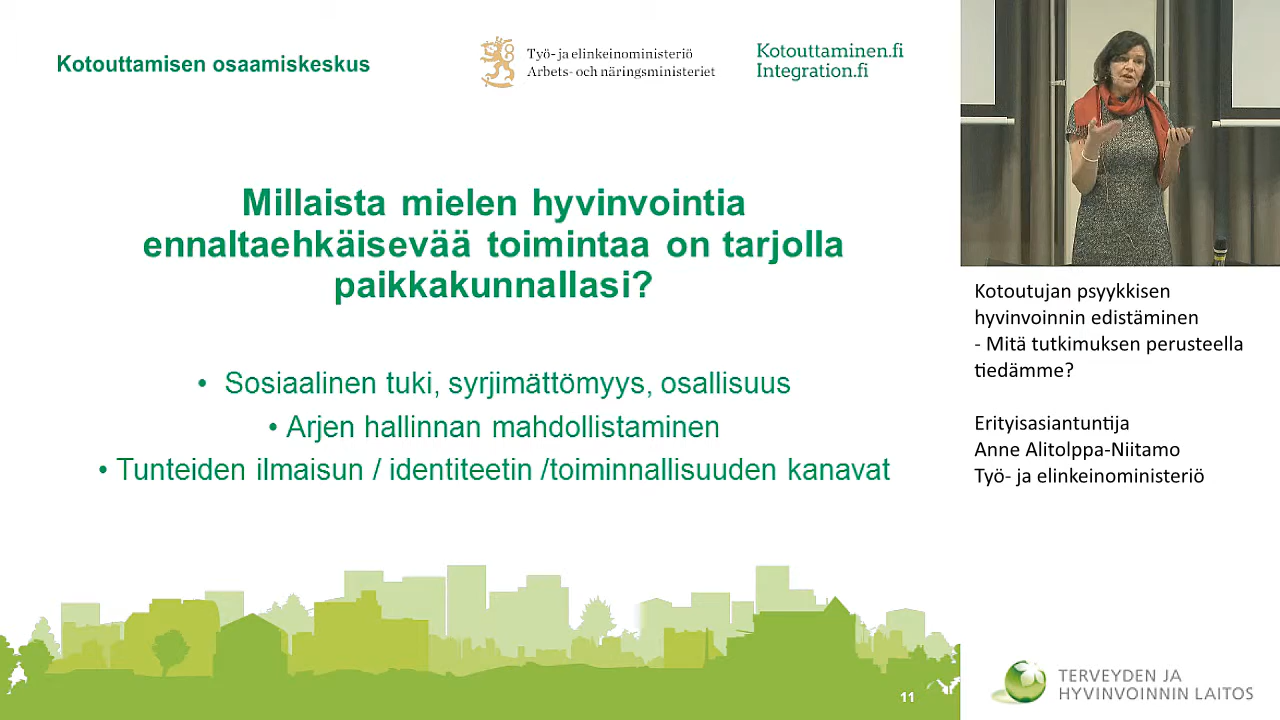 Kotouttamisen osaamiskeskus
Työ- ja elinkeinoministeriö
Arbets- och näringsministeriet
Kotouttaminen.fi
Integration.fi
Millaista mielen hyvinvointia
ennaltaehkäisevää toimintaa on tarjolla
paikkakunnallasi?
• Sosiaalinen tuki, syrjimättömyys, osallisuus
• Arjen hallinnan mahdollistaminen
• Tunteiden ilmaisun / identiteetin /toiminnallisuuden kanavat
11
Kotoutujan psyykkisen
hyvinvoinnin edistäminen
- Mitä tutkimuksen perusteella
tiedämme?
Erityisasiantuntija
Anne Alitolppa-Niitamo
Työ- ja elinkeinoministeriö
TERVEYDEN JA
HYVINVOINNIN LAITOS